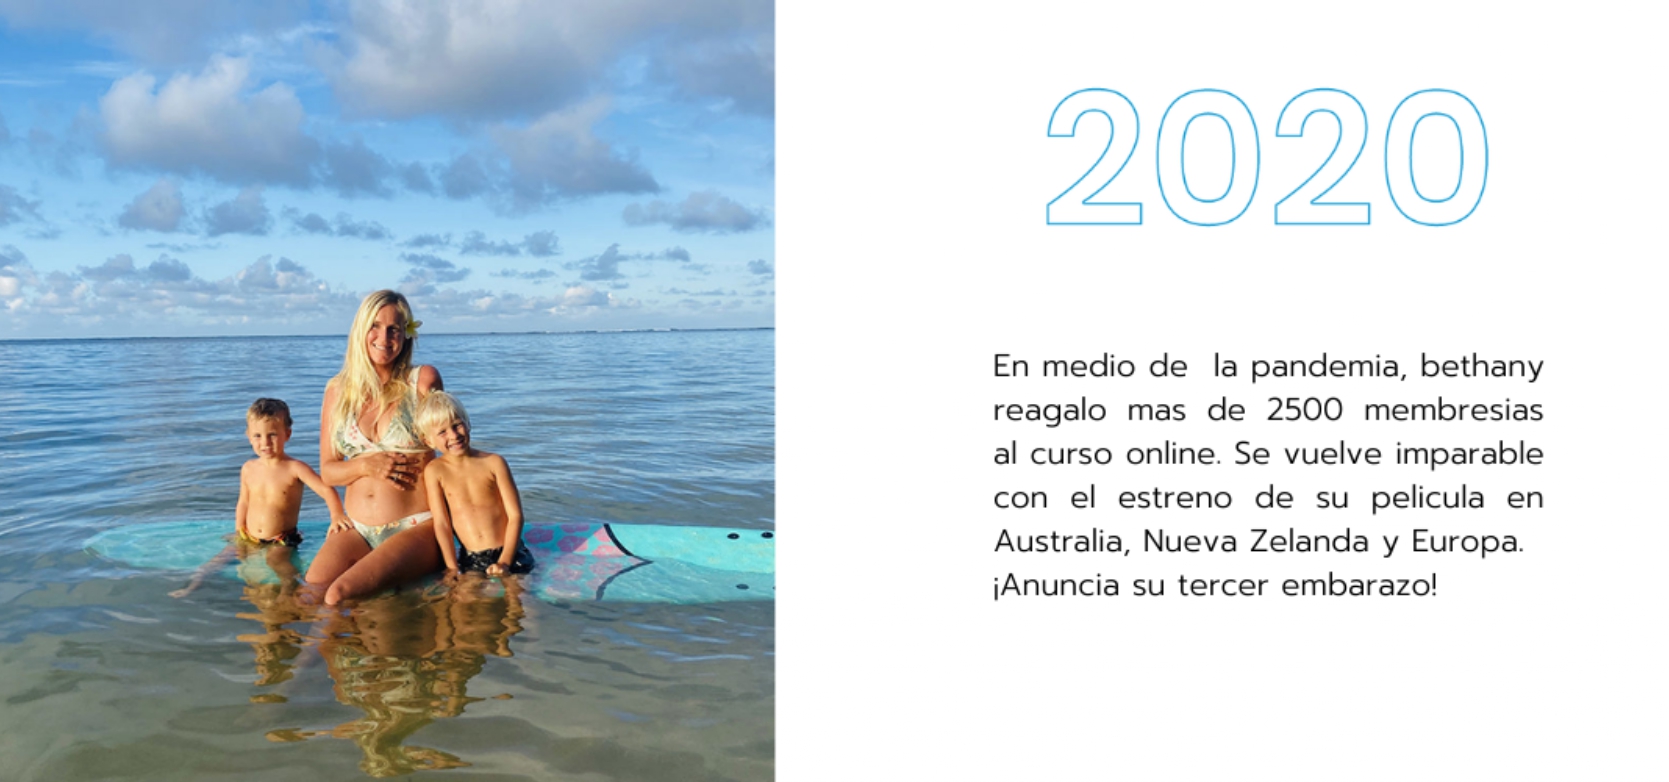 2020
En medio de  la pandemia, bethany
reagalo mas de 2500 membresias
al curso online. Se vuelve imparable
con el estreno de su pelicula en
Australia, Nueva Zelanda y Europa.
¡Anuncia su tercer embarazo!